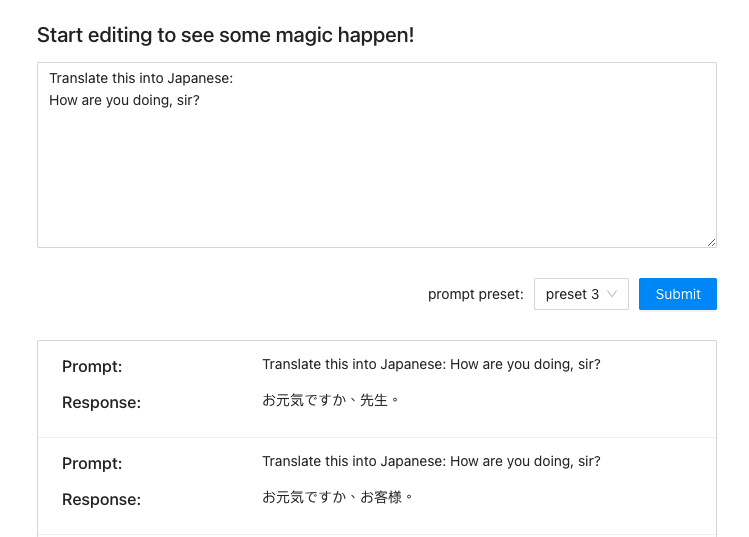 Start editing to see some magic happen!
Translate this into Japanese:
How are you doing, sir?
prompt preset: preset 3 Submit
Prompt: Translate this into Japanese: How are you doing, sir?
Response: お元気ですか、先生。
Prompt: Translate this into Japanese: How are you doing, sir?
Response: お元気ですか、お客様。